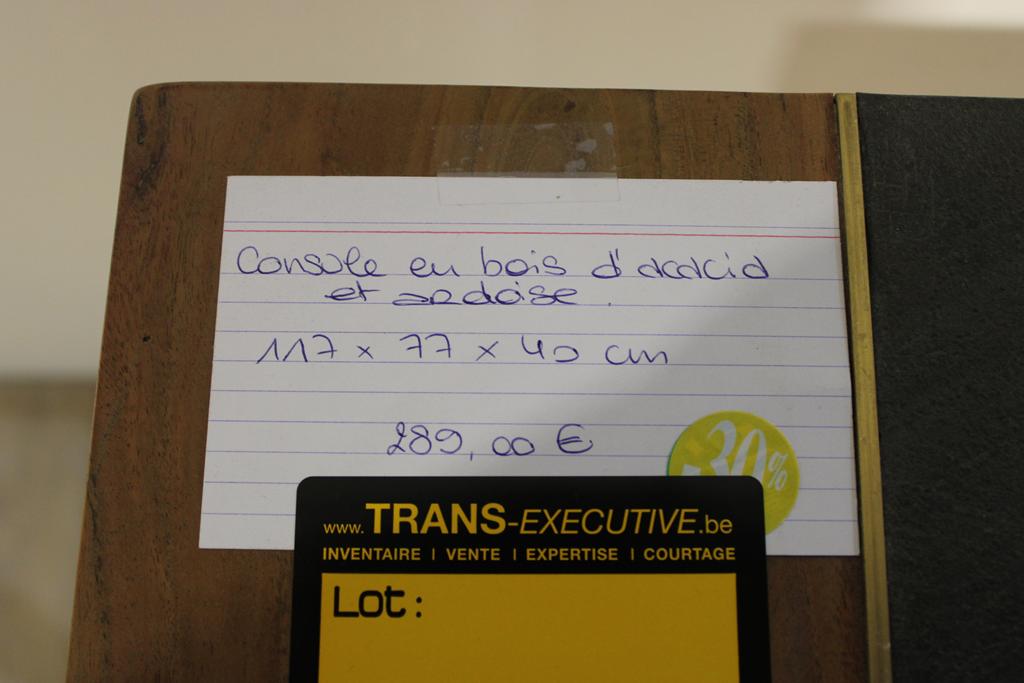 Console en bois d'acacia
et ardoise.
117 x 77 x 40 cm
289,00 €
-30%
www.TRANS-EXECUTIVE.be
INVENTAIRE | VENTE | EXPERTISE | COURTAGE
Lot: